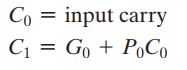 C₀ = input carry
C₁ = G₀ + P₀C₀